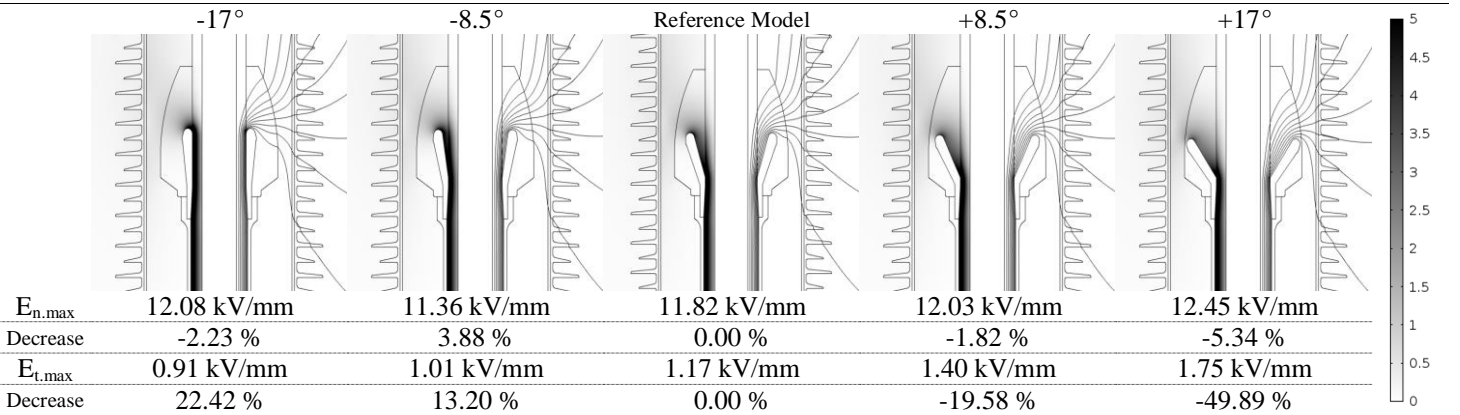 -17° -8.5° Reference Model +8.5° +17°
5
4.5
4
3.5
3
2.5
2
1.5
1
0.5
0
En.max 12.08 kV/mm 11.36 kV/mm 11.82 kV/mm 12.03 kV/mm 12.45 kV/mm
Decrease -2.23 % 3.88 % 0.00 % -1.82 % -5.34 %
Et.max 0.91 kV/mm 1.01 kV/mm 1.17 kV/mm 1.40 kV/mm 1.75 kV/mm
Decrease 22.42 % 13.20 % 0.00 % -19.58 % -49.89 %